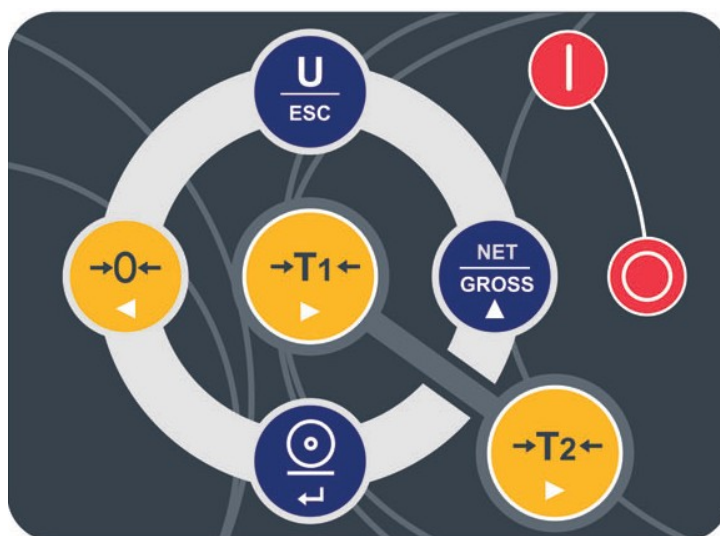 U
ESC
→0←
→T1←
NET
GROSS
→T2←